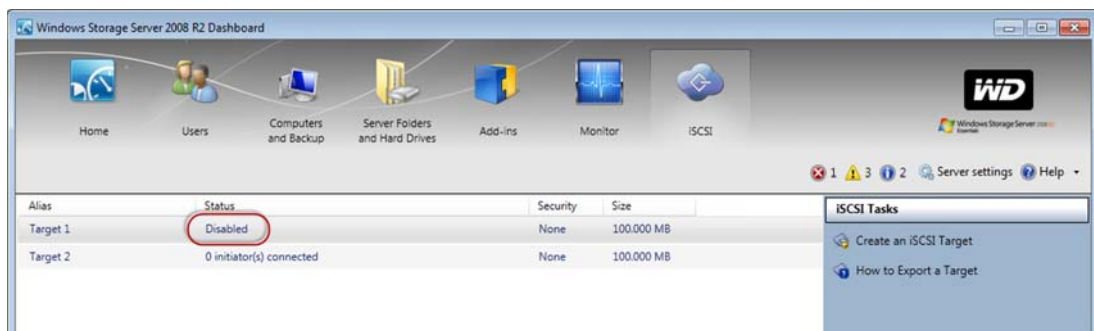 Windows Storage Server 2008 R2 Dashboard
Home
Users
Computers and Backup
Server Folders and Hard Drives
Add-ins
Monitor
iSCSI
WD
Windows Storage Server 2008 R2
Essentials
1 3 2 Server settings Help
Alias Status Security Size
Target 1 Disabled None 100.000 MB
Target 2 0 initiator(s) connected None 100.000 MB
iSCSI Tasks
Create an iSCSI Target
How to Export a Target